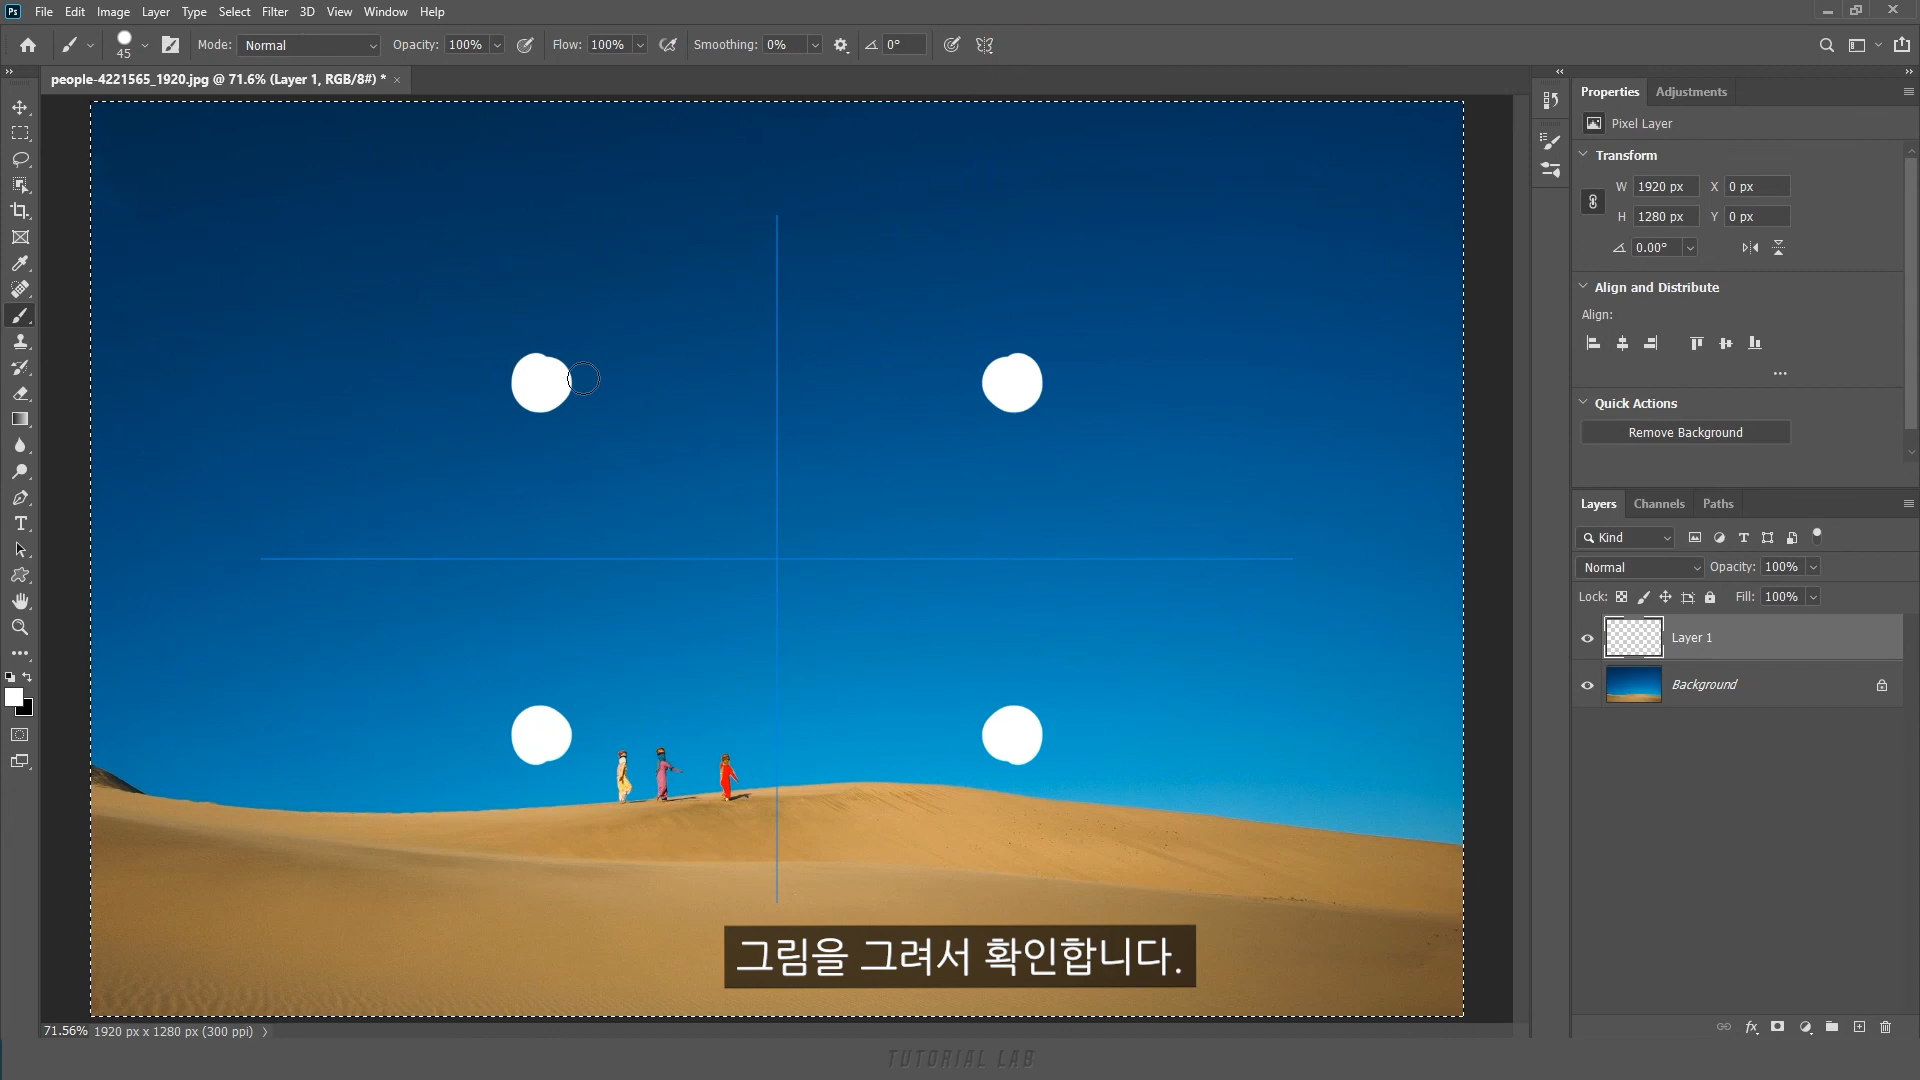 Ps File Edit Image Layer Type Select Filter 3D View Window Help
45 Mode: Normal Opacity: 100% Flow: 100% Smoothing: 0% 0°
people-4221565_1920.jpg @ 71.6% (Layer 1, RGB/8#) * ×
Properties Adjustments
Pixel Layer
Transform
W 1920 px X 0 px
H 1280 px Y 0 px
0.00°
Align and Distribute
Align:
Quick Actions
Remove Background
Layers Channels Paths
Kind
Normal Opacity: 100%
Lock: Fill: 100%
Layer 1
Background
그림을 그려서 확인합니다.
71.56% 1920 px x 1280 px (300 ppi)
TUTORIAL LAB